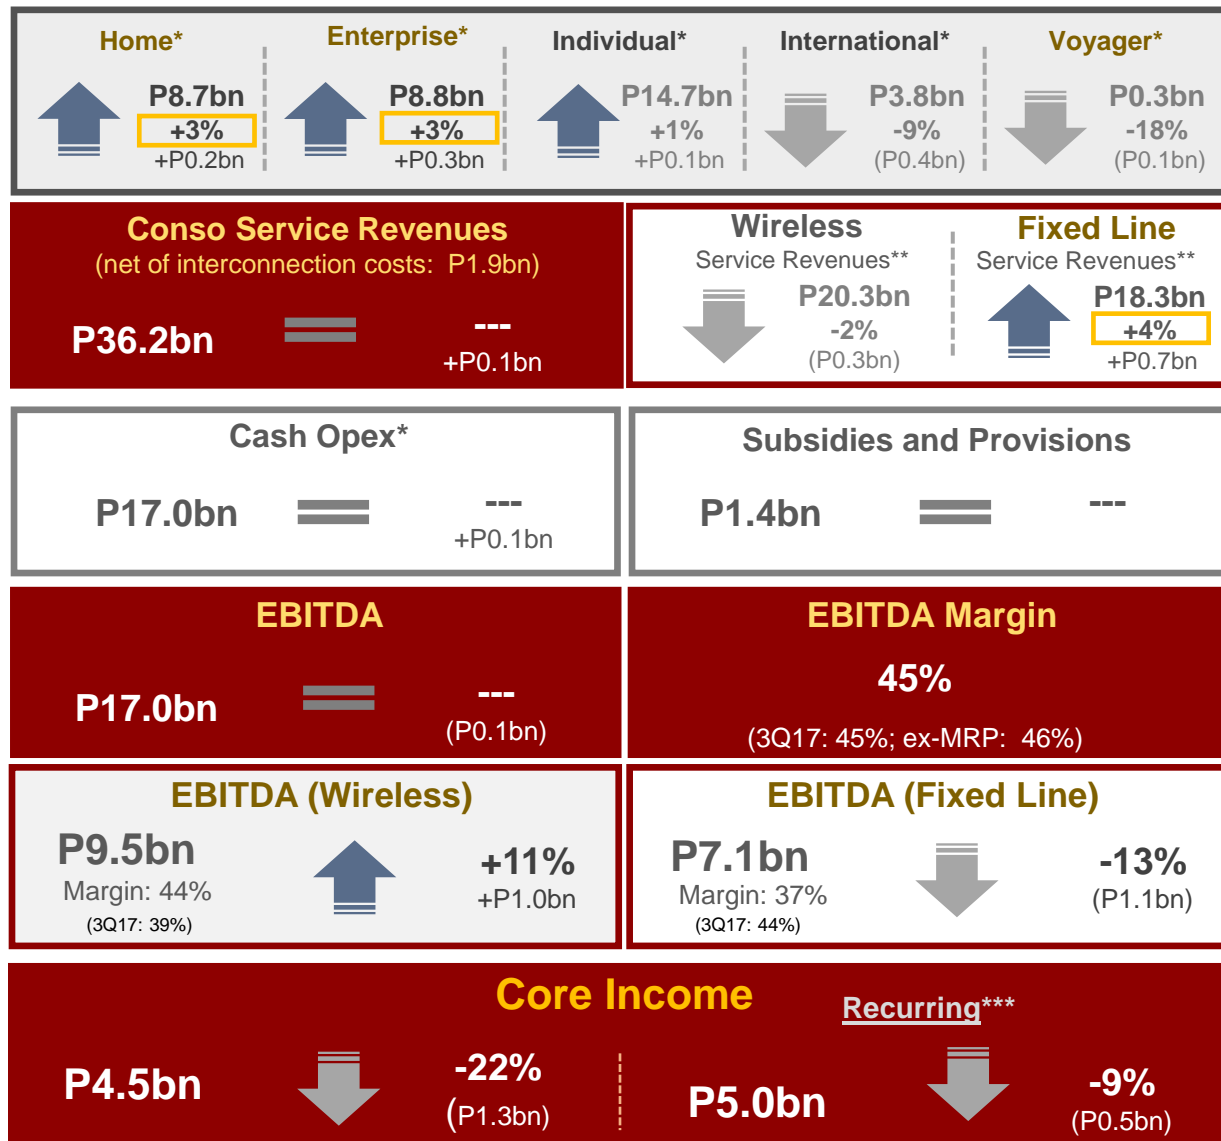 Home*
P8.7bn
+3%
+P0.2bn
Enterprise*
P8.8bn
+3%
+P0.3bn
Individual*
P14.7bn
+1%
+P0.1bn
International*
P3.8bn
-9%
(P0.4bn)
Voyager*
P0.3bn
-18%
(P0.1bn)
Conso Service Revenues
(net of interconnection costs: P1.9bn)
P36.2bn
---
+P0.1bn
Wireless
Service Revenues**
P20.3bn
-2%
(P0.3bn)
Fixed Line
Service Revenues**
P18.3bn
+4%
+P0.7bn
Cash Opex*
P17.0bn
---
+P0.1bn
Subsidies and Provisions
P1.4bn
---
EBITDA
P17.0bn
---
(P0.1bn)
EBITDA Margin
45%
(3Q17: 45%; ex-MRP: 46%)
EBITDA (Wireless)
P9.5bn
Margin: 44%
(3Q17: 39%)
+11%
+P1.0bn
EBITDA (Fixed Line)
P7.1bn
Margin: 37%
(3Q17: 44%)
-13%
(P1.1bn)
Core Income
P4.5bn
-22%
(P1.3bn)
Recurring***
P5.0bn
-9%
(P0.5bn)